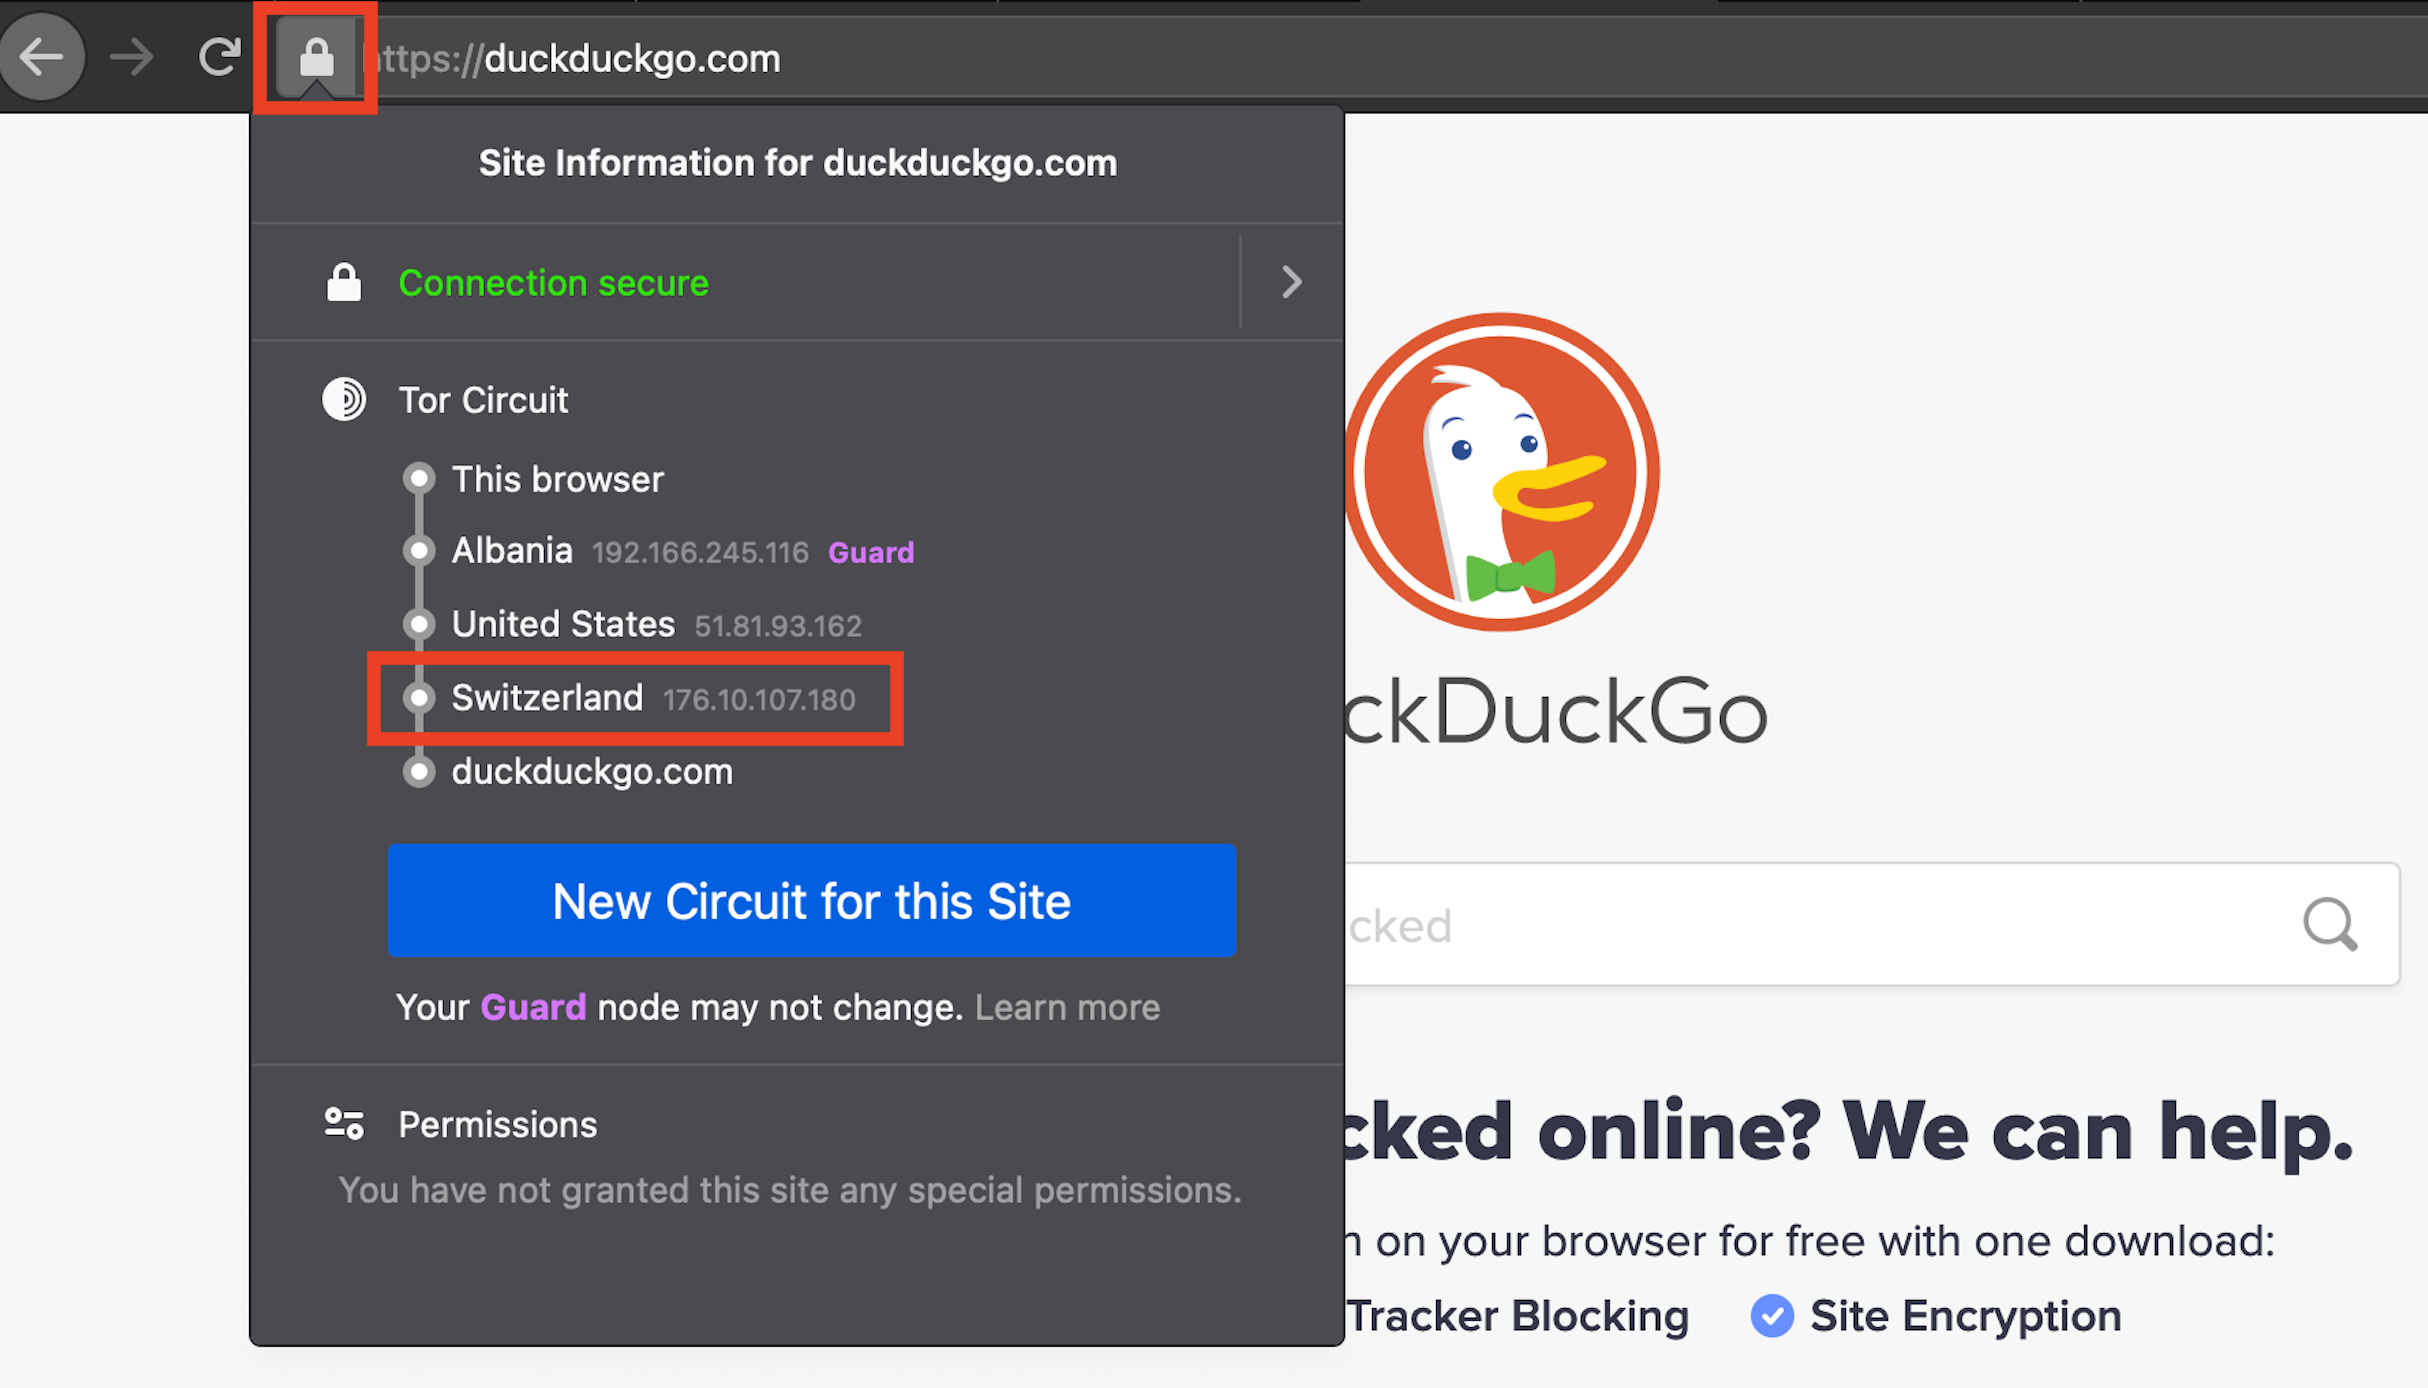 https://duckduckgo.com
Site Information for duckduckgo.com
Connection secure
Tor Circuit
This browser
Albania 192.166.245.116 Guard
United States 51.81.93.162
Switzerland 176.10.107.180
duckduckgo.com
New Circuit for this Site
Your Guard node may not change. Learn more
Permissions
You have not granted this site any special permissions.
ckDuckGo
cked
cked online? We can help.
n on your browser for free with one download:
Tracker Blocking
Site Encryption